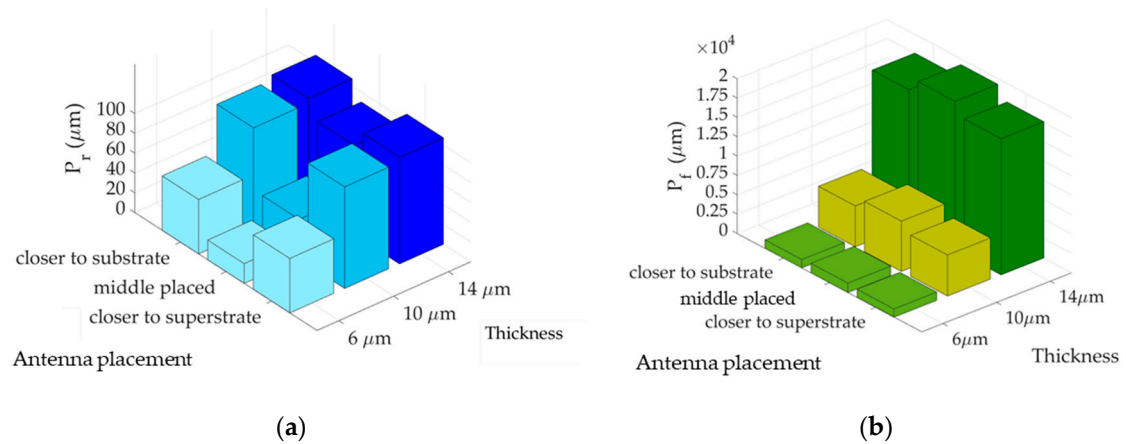 100
80
60
40
20
0
P_r (μm)
closer to substrate
middle placed
closer to superstrate
Antenna placement
6 μm
10 μm
14 μm
Thickness
(a)
×10⁴
2
1.75
1.5
1.25
1
0.75
0.5
0.25
0
P_f (μm)
closer to substrate
middle placed
closer to superstrate
Antenna placement
6μm
10μm
14μm
Thickness
(b)